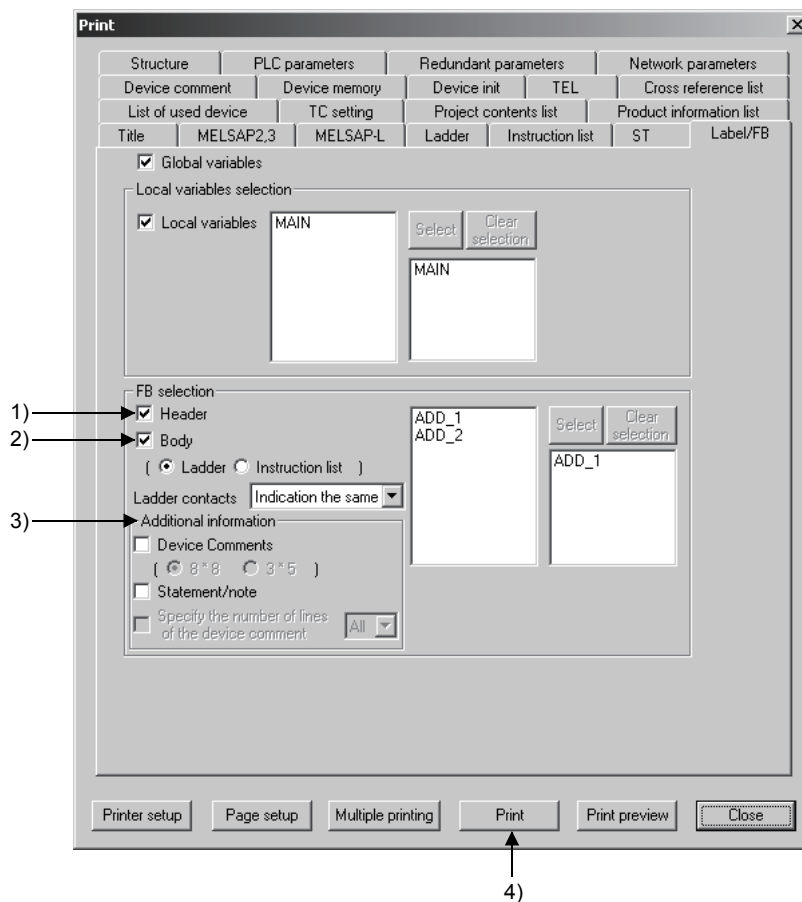 Print
Structure PLC parameters Redundant parameters Network parameters
Device comment Device memory Device init TEL Cross reference list
List of used device TC setting Project contents list Product information list
Title MELSAP2,3 MELSAP-L Ladder Instruction list ST Label/FB
Global variables
Local variables selection
Local variables MAIN Select Clear selection
MAIN
FB selection
1) Header ADD_1 Select Clear selection
2) Body ADD_2
( Ladder Instruction list ) ADD_1
Ladder contacts Indication the same
3) Additional information
Device Comments
( 8*8 3*5 )
Statement/note
Specify the number of lines
of the device comment All
Printer setup Page setup Multiple printing Print Print preview Close
4)